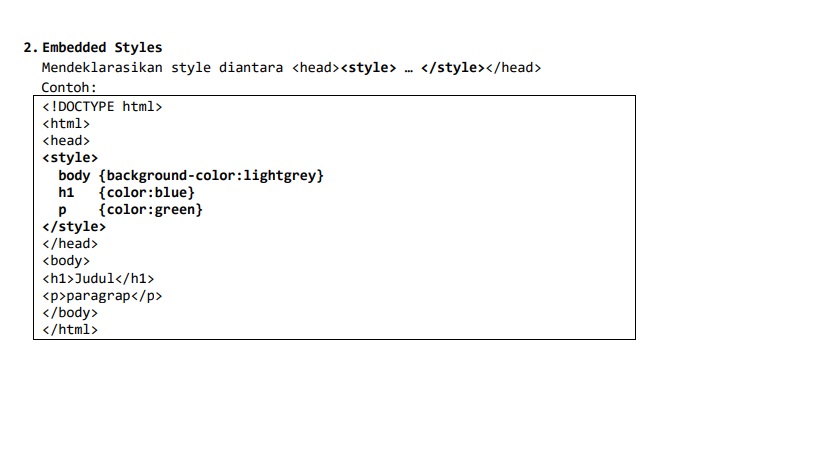 2. Embedded Styles
Mendeklarasikan style diantara <head><style> … </style></head>
Contoh:
<!DOCTYPE html>
<html>
<head>
<style>
  body {background-color:lightgrey}
  h1   {color:blue}
  p    {color:green}
</style>
</head>
<body>
<h1>Judul</h1>
<p>paragrap</p>
</body>
</html>